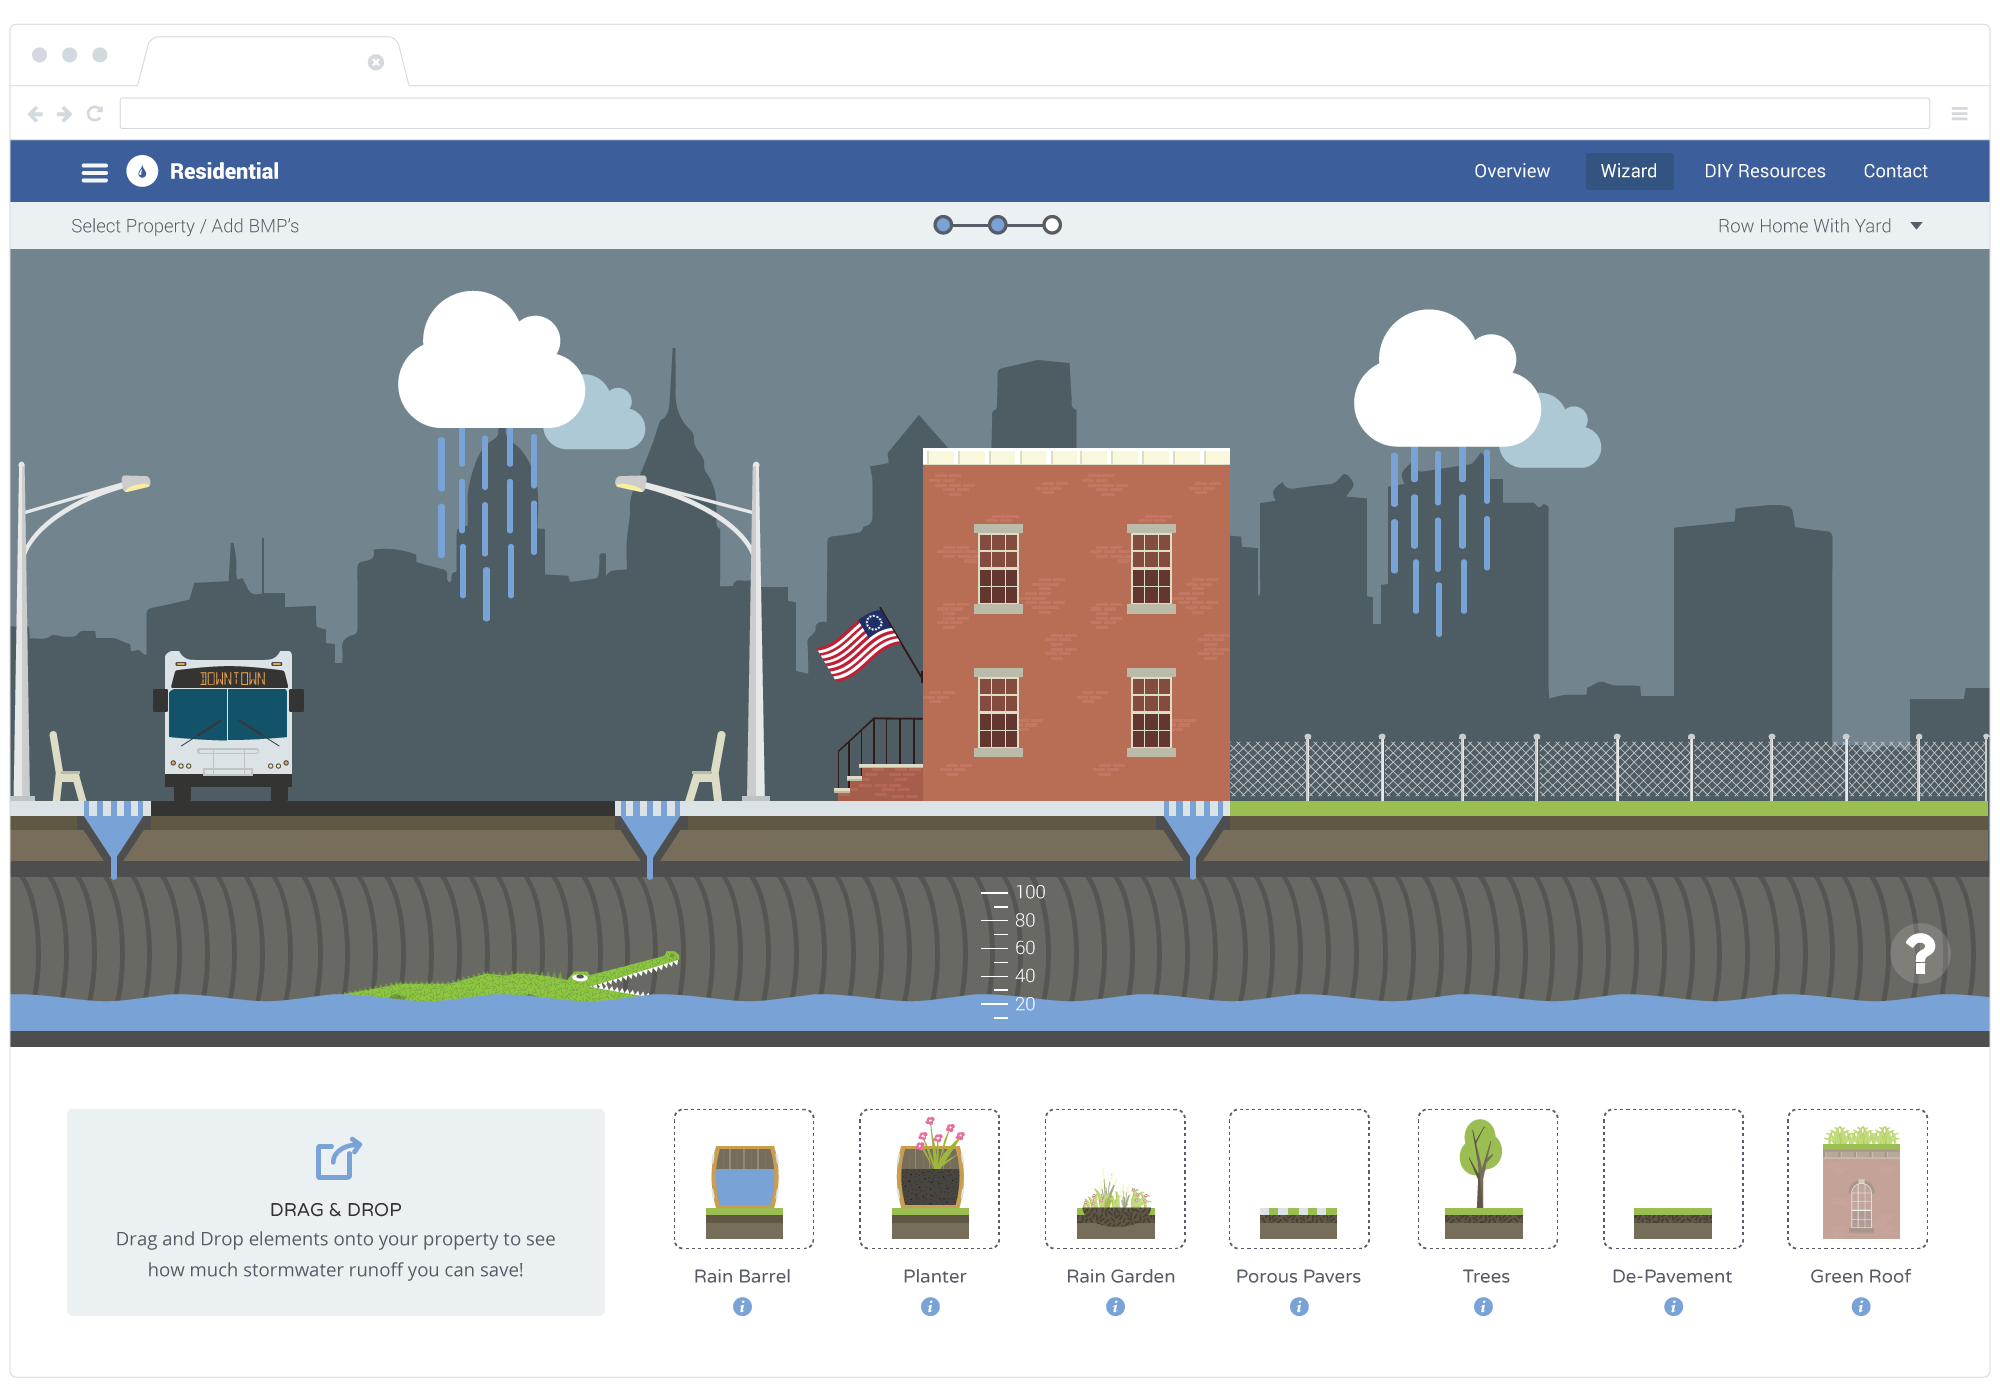 Residential
Overview
Wizard
DIY Resources
Contact
Select Property / Add BMP's
Row Home With Yard
DOWNTOWN
100
80
60
40
20
?
DRAG & DROP
Drag and Drop elements onto your property to see
how much stormwater runoff you can save!
Rain Barrel
Planter
Rain Garden
Porous Pavers
Trees
De-Pavement
Green Roof
i
i
i
i
i
i
i